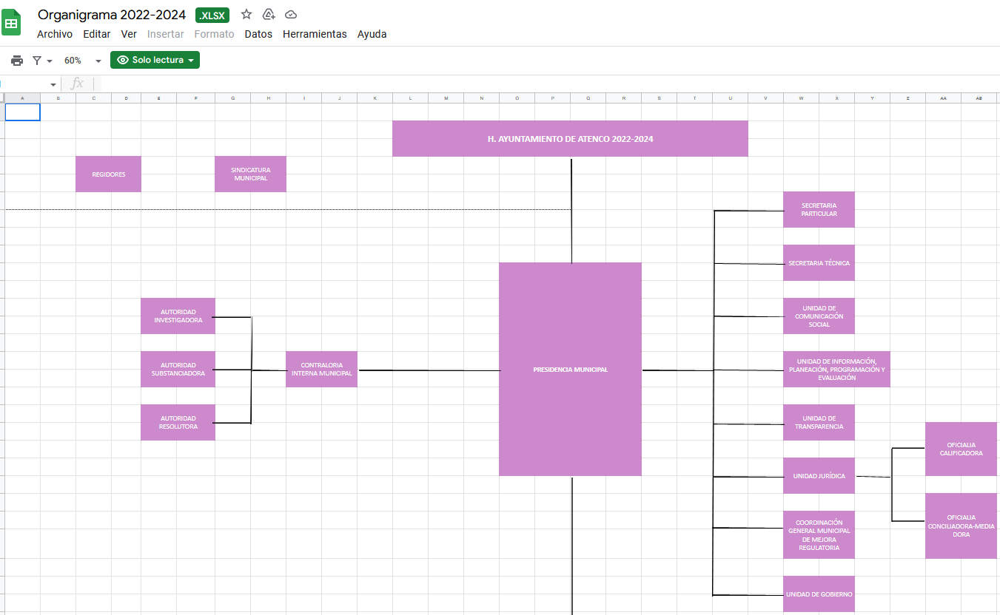 Organigrama 2022-2024 .XLSX
Archivo Editar Ver Insertar Formato Datos Herramientas Ayuda
60% Solo lectura
fx
A B C D E F G H I J K L M N O P Q R S T U V W X Y Z AA AB
H. AYUNTAMIENTO DE ATENCO 2022-2024
REGIDORES
SINDICATURA
MUNICIPAL
SECRETARIA
PARTICULAR
SECRETARIA TÉCNICA
AUTORIDAD
INVESTIGADORA
UNIDAD DE
COMUNICACIÓN
SOCIAL
AUTORIDAD
SUBSTANCIADORA
CONTRALORIA
INTERNA MUNICIPAL
PRESIDENCIA MUNICIPAL
UNIDAD DE INFORMACIÓN,
PLANEACIÓN, PROGRAMACIÓN Y
EVALUACIÓN
AUTORIDAD
RESOLUTORA
UNIDAD DE
TRANSPARENCIA
OFICIALIA
CALIFICADORA
UNIDAD JURÍDICA
COORDINACIÓN
GENERAL MUNICIPAL
DE MEJORA
REGULATORIA
OFICIALIA
CONCILIADORA-MEDIA
DORA
UNIDAD DE GOBIERNO